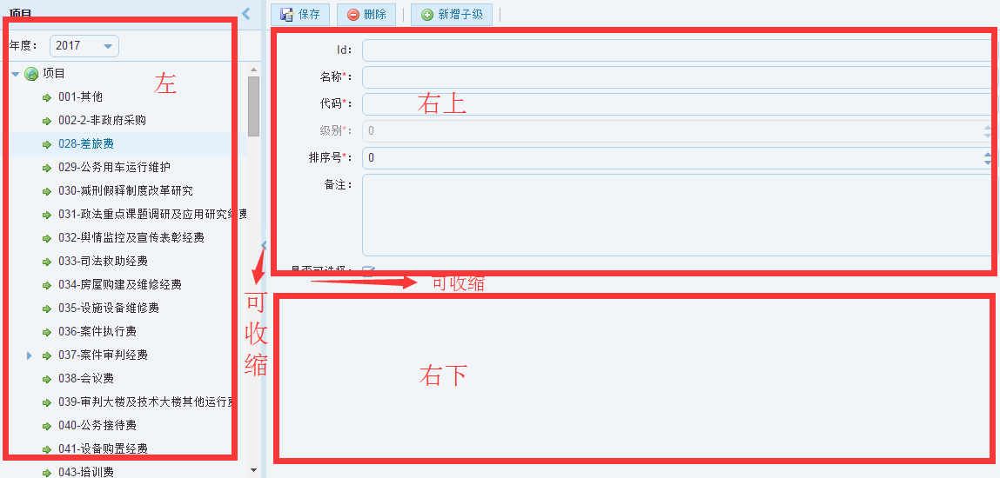 项目
年度： 2017
项目
001-其他
002-2-非政府采购
028-差旅费
029-公务用车运行维护
030-减刑假释制度改革研究
031-政法重点课题调研及应用研究经费
032-舆情监控及宣传表彰经费
033-司法救助经费
034-房屋购建及维修经费
035-设施设备维修费
036-案件执行费
037-案件审判经费
038-会议费
039-审判大楼及技术大楼其他运行费
040-公务接待费
041-设备购置经费
043-培训费
左
可收缩
保存 删除 新增子级
Id：
名称*：
代码*：
级别*： 0
排序号*： 0
备注：
是否可选择：
右上
可收缩
右下